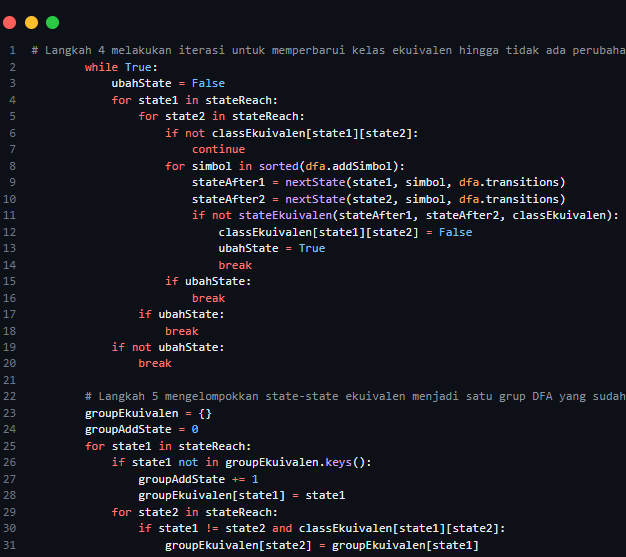 1 # Langkah 4 melakukan iterasi untuk memperbarui kelas ekuivalen hingga tidak ada perubaha
2 while True:
3 ubahState = False
4 for state1 in stateReach:
5 for state2 in stateReach:
6 if not classEkuivalen[state1][state2]:
7 continue
8 for simbol in sorted(dfa.addSimbol):
9 stateAfter1 = nextState(state1, simbol, dfa.transitions)
10 stateAfter2 = nextState(state2, simbol, dfa.transitions)
11 if not stateEkuivalen(stateAfter1, stateAfter2, classEkuivalen):
12 classEkuivalen[state1][state2] = False
13 ubahState = True
14 break
15 if ubahState:
16 break
17 if ubahState:
18 break
19 if not ubahState:
20 break
21
22 # Langkah 5 mengelompokkan state-state ekuivalen menjadi satu grup DFA yang sudah
23 groupEkuivalen = {}
24 groupAddState = 0
25 for state1 in stateReach:
26 if state1 not in groupEkuivalen.keys():
27 groupAddState += 1
28 groupEkuivalen[state1] = state1
29 for state2 in stateReach:
30 if state1 != state2 and classEkuivalen[state1][state2]:
31 groupEkuivalen[state2] = groupEkuivalen[state1]